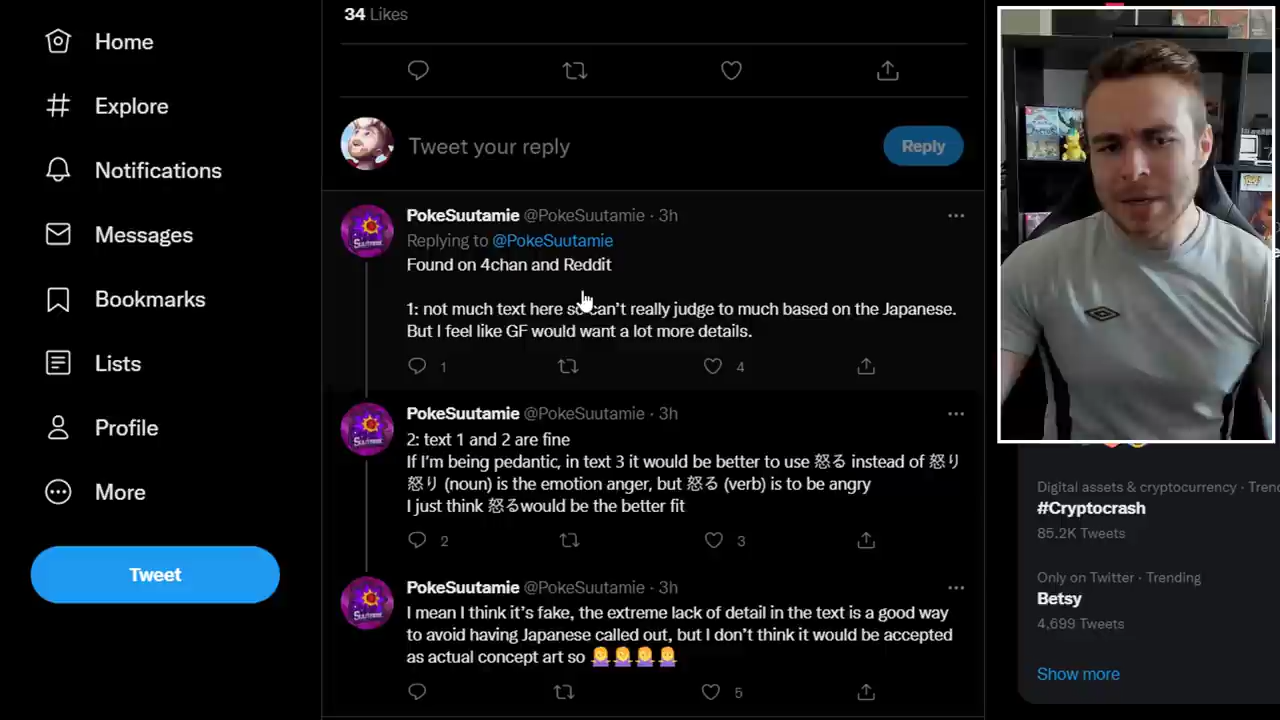 34 Likes
Home
Explore
Notifications
Messages
Bookmarks
Lists
Profile
More
Tweet
Tweet your reply
Reply
PokeSuutamie @PokeSuutamie · 3h
Replying to @PokeSuutamie
Found on 4chan and Reddit
1: not much text here so can't really judge to much based on the Japanese.
But I feel like GF would want a lot more details.
1
4
PokeSuutamie @PokeSuutamie · 3h
2: text 1 and 2 are fine
If I'm being pedantic, in text 3 it would be better to use 怒る instead of 怒り
怒り (noun) is the emotion anger, but 怒る (verb) is to be angry
I just think 怒るwould be the better fit
2
3
PokeSuutamie @PokeSuutamie · 3h
I mean I think it's fake, the extreme lack of detail in the text is a good way
to avoid having Japanese called out, but I don't think it would be accepted
as actual concept art so 🤷‍♀️🤷‍♀️🤷‍♀️🤷‍♀️
5
Digital assets & cryptocurrency · Tren
#Cryptocrash
85.2K Tweets
Only on Twitter · Trending
Betsy
4,699 Tweets
Show more